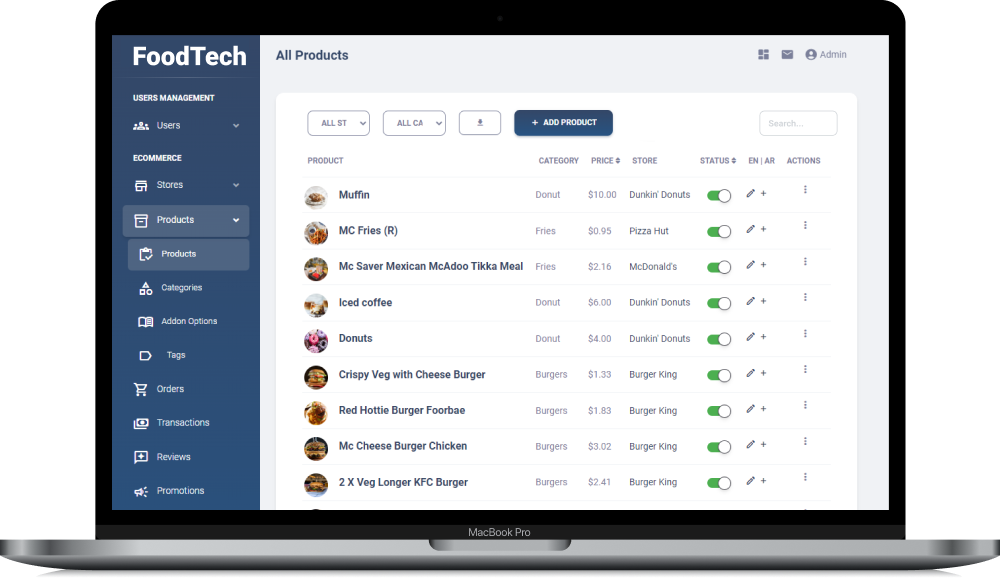 FoodTech
USERS MANAGEMENT
Users
ECOMMERCE
Stores
Products
Products
Categories
Addon Options
Tags
Orders
Transactions
Reviews
Promotions
All Products
Admin
ALL ST
ALL CA
+ ADD PRODUCT
Search...
PRODUCT CATEGORY PRICE STORE STATUS EN | AR ACTIONS
Muffin Donut $10.00 Dunkin' Donuts +
MC Fries (R) Fries $0.95 Pizza Hut +
Mc Saver Mexican McAdoo Tikka Meal Fries $2.16 McDonald's +
Iced coffee Donut $6.00 Dunkin' Donuts +
Donuts Donut $4.00 Dunkin' Donuts +
Crispy Veg with Cheese Burger Burgers $1.33 Burger King +
Red Hottie Burger Foorbae Burgers $1.83 Burger King +
Mc Cheese Burger Chicken Burgers $3.02 Burger King +
2 X Veg Longer KFC Burger Burgers $2.41 Burger King +
MacBook Pro